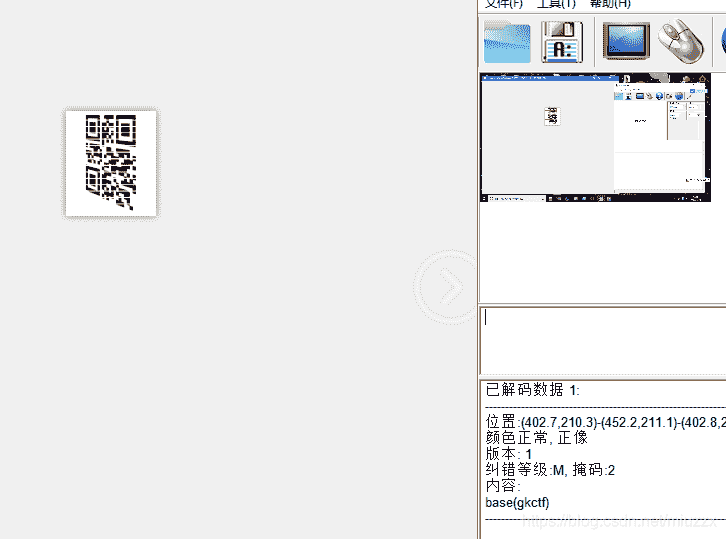 文件(F) 工具(T) 帮助(H)
A:
已解码数据 1:
位置:(402.7,210.3)-(452.2,211.1)-(402.8,2
颜色正常, 正像
版本: 1
纠错等级:M, 掩码:2
内容:
base(gkctf)